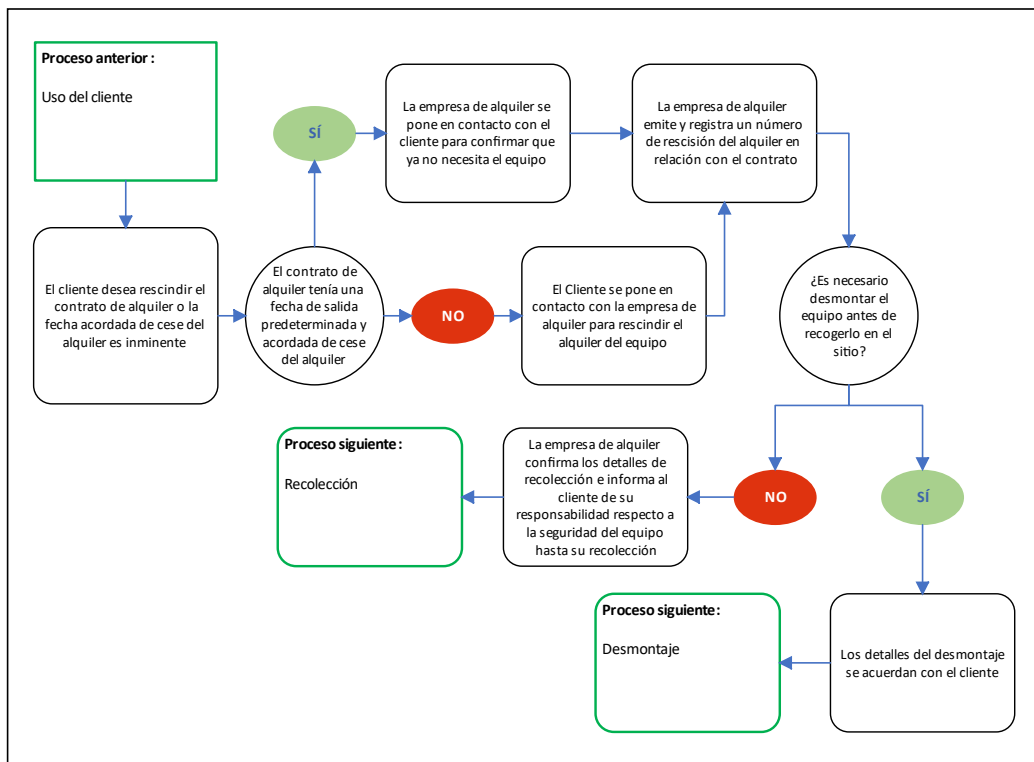 Proceso anterior :
Uso del cliente
El Cliente desea rescindir el
contrato de alquiler o la
fecha acordada de cese del
alquiler es inminente
El contrato de
alquiler tenía una
fecha de salida
predeterminada y
acordada de cese
del alquiler
SÍ
La empresa de alquiler se
pone en contacto con el
cliente para confirmar que
ya no necesita el equipo
NO
El Cliente se pone en
contacto con la empresa de
alquiler para rescindir el
alquiler del equipo
La empresa de alquiler
emite y registra un número
de rescisión del alquiler en
relación con el contrato
¿Es necesario
desmontar el
equipo antes de
recogerlo en el
sitio?
NO
La empresa de alquiler
confirma los detalles de
recolección e informa al
cliente de su
responsabilidad respecto a
la seguridad del equipo
hasta su recolección
Proceso siguiente :
Recolección
SÍ
Los detalles del desmontaje
se acuerdan con el cliente
Proceso siguiente :
Desmontaje